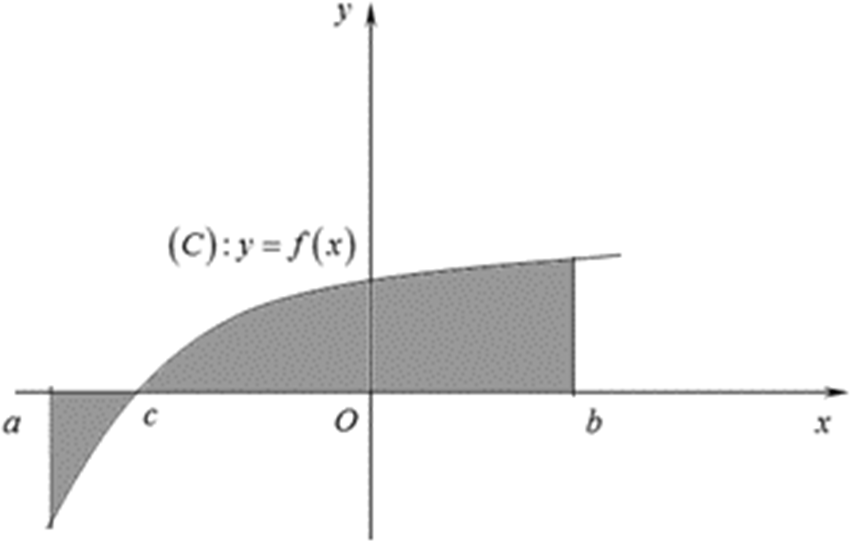 y
(C): y = f(x)
a c O b x